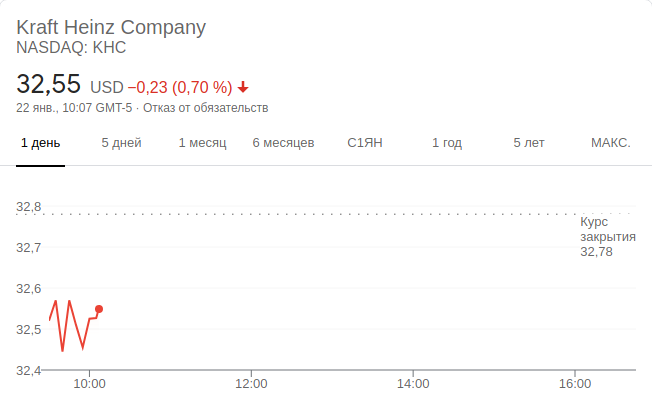 Kraft Heinz Company
NASDAQ: KHC
32,55 USD −0,23 (0,70 %)
22 янв., 10:07 GMT-5 · Отказ от обязательств
1 день 5 дней 1 месяц 6 месяцев С1ЯН 1 год 5 лет МАКС.
32,8
Курс
закрытия
32,7
32,78
32,6
32,5
32,4
10:00 12:00 14:00 16:00